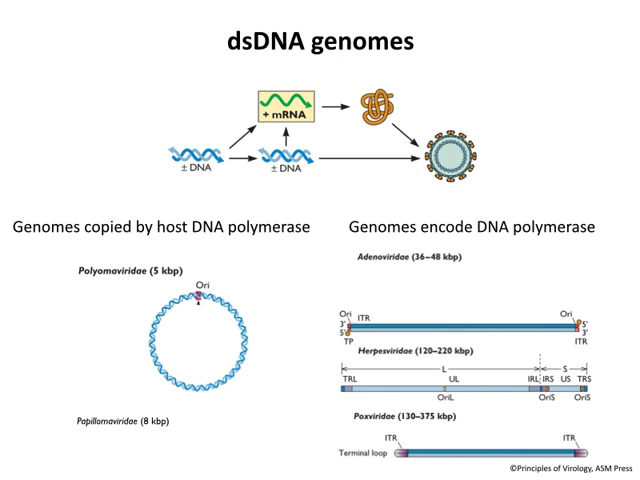 dsDNA genomes
+ mRNA
± DNA
± DNA
Genomes copied by host DNA polymerase
Genomes encode DNA polymerase
Polyomaviridae (5 kbp)
Ori
Papillomaviridae (8 kbp)
Adenoviridae (36–48 kbp)
Ori ITR Ori
3' 5'
5' 3'
TP ITR
Herpesviridae (120–220 kbp)
L S
TRL UL IRL IRS US TRS
OriL OriS OriS
Poxviridae (130–375 kbp)
ITR ITR
Terminal loop
©Principles of Virology, ASM Press